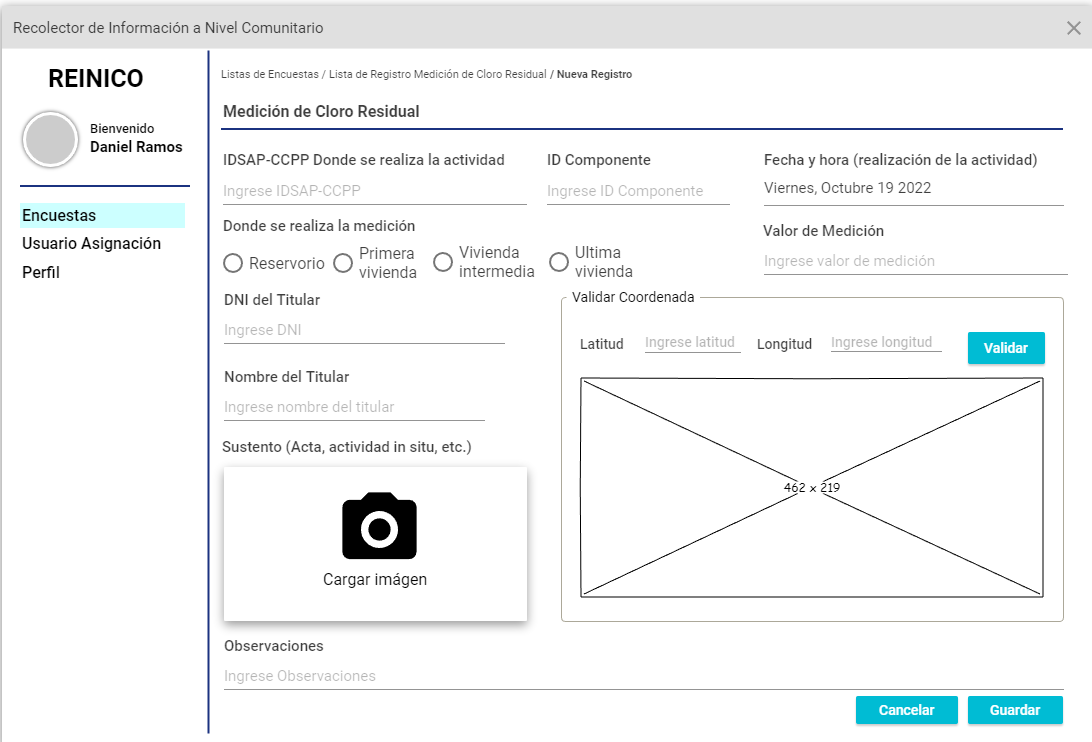 Recolector de Información a Nivel Comunitario
REINICO
Bienvenido
Daniel Ramos
Encuestas
Usuario Asignación
Perfil
Listas de Encuestas / Lista de Registro Medición de Cloro Residual / Nueva Registro
Medición de Cloro Residual
IDSAP-CCPP Donde se realiza la actividad
Ingrese IDSAP-CCPP
ID Componente
Ingrese ID Componente
Fecha y hora (realización de la actividad)
Viernes, Octubre 19 2022
Donde se realiza la medición
Reservorio
Primera
vivienda
Vivienda
intermedia
Ultima
vivienda
Valor de Medición
Ingrese valor de medición
DNI del Titular
Ingrese DNI
Nombre del Titular
Ingrese nombre del titular
Sustento (Acta, actividad in situ, etc.)
Cargar imágen
Validar Coordenada
Latitud
Ingrese latitud
Longitud
Ingrese longitud
Validar
462 x 219
Observaciones
Ingrese Observaciones
Cancelar
Guardar